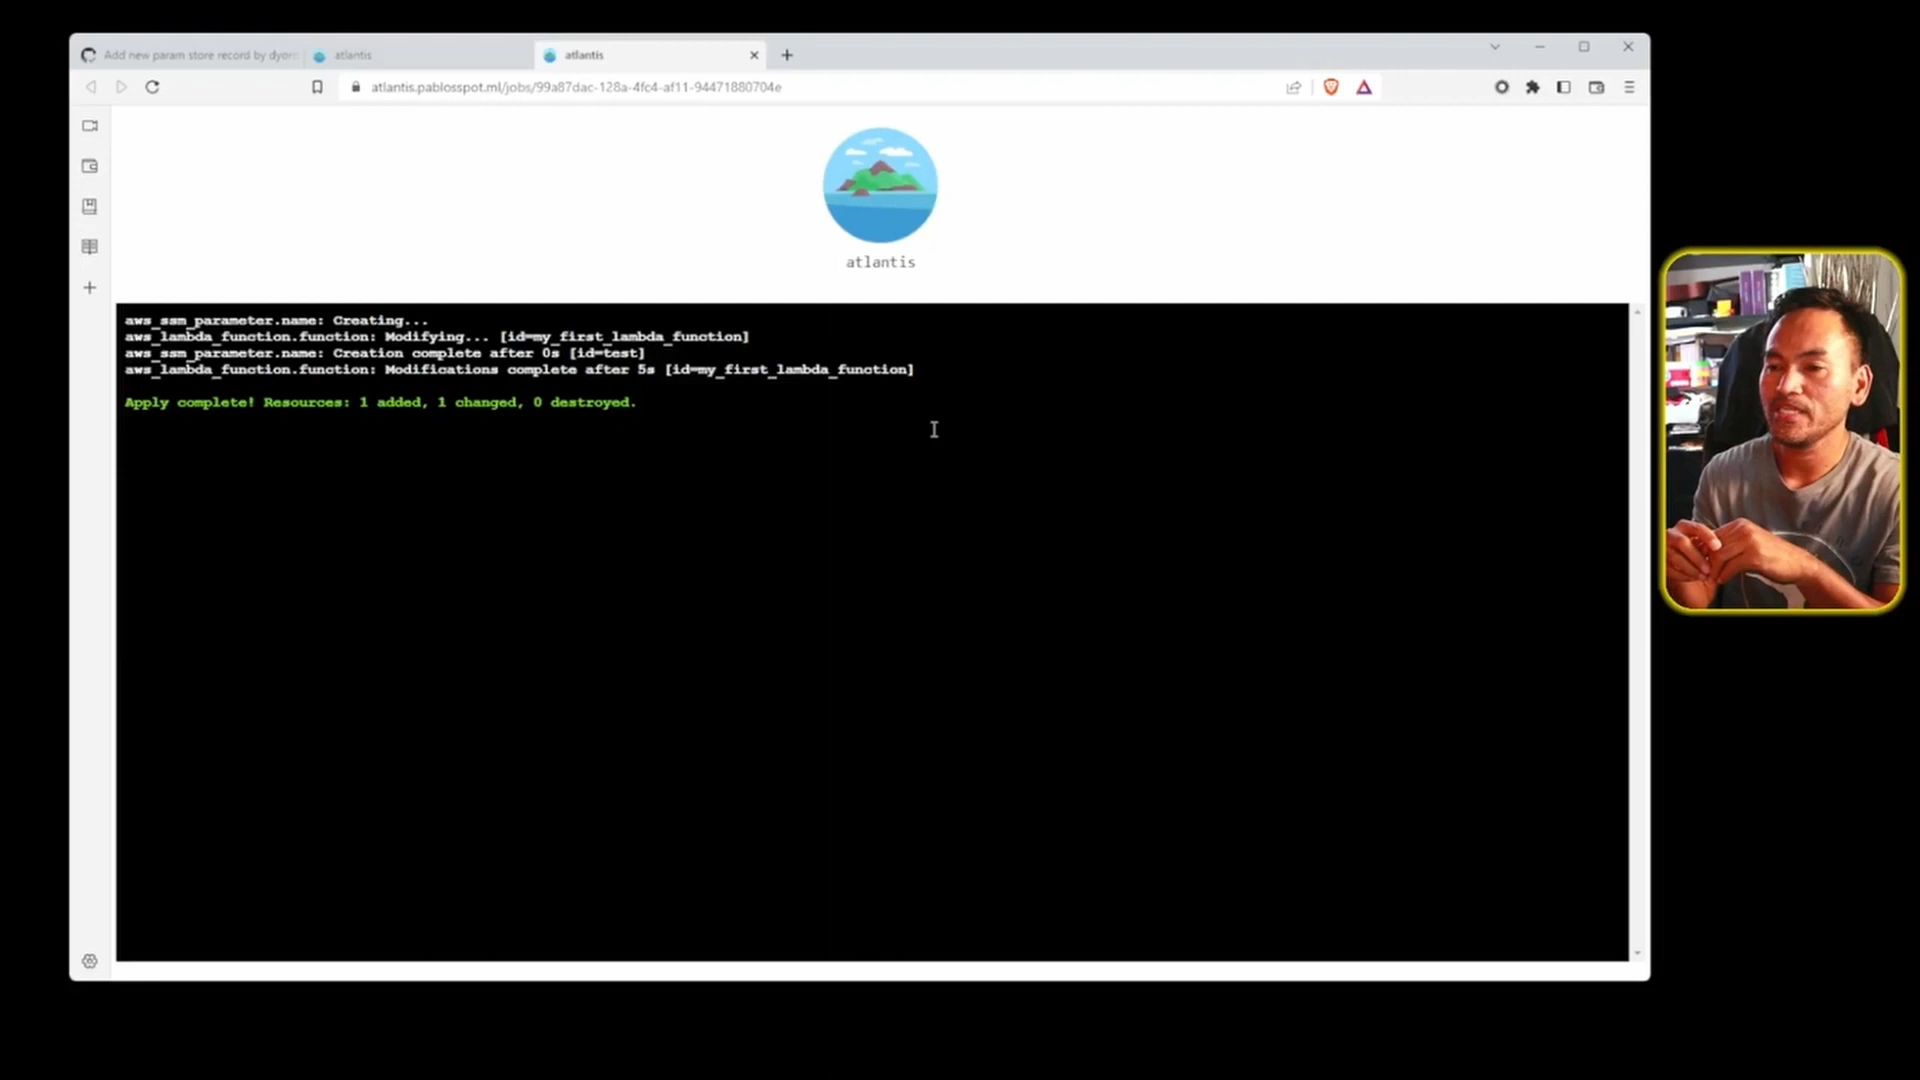 Add new param store record by dyor
atlantis
atlantis
atlantis.pablosspot.ml/jobs/99a87dac-128a-4fc4-af11-94471880704e
atlantis
aws_ssm_parameter.name: Creating...
aws_lambda_function.function: Modifying... [id=my_first_lambda_function]
aws_ssm_parameter.name: Creation complete after 0s [id=test]
aws_lambda_function.function: Modifications complete after 5s [id=my_first_lambda_function]
Apply complete! Resources: 1 added, 1 changed, 0 destroyed.